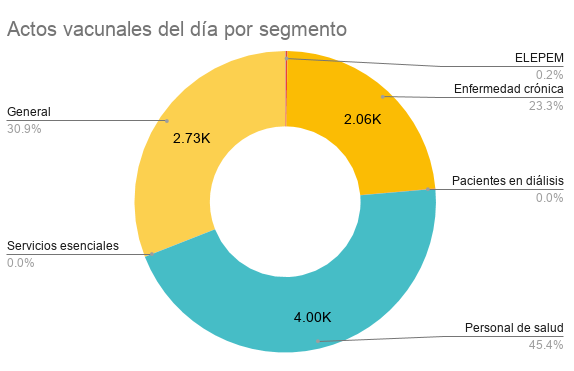 Actos vacunales del día por segmento
ELEPEM
0.2%
Enfermedad crónica
23.3%
General
30.9%
2.06K
2.73K
Pacientes en diálisis
0.0%
Servicios esenciales
0.0%
4.00K
Personal de salud
45.4%